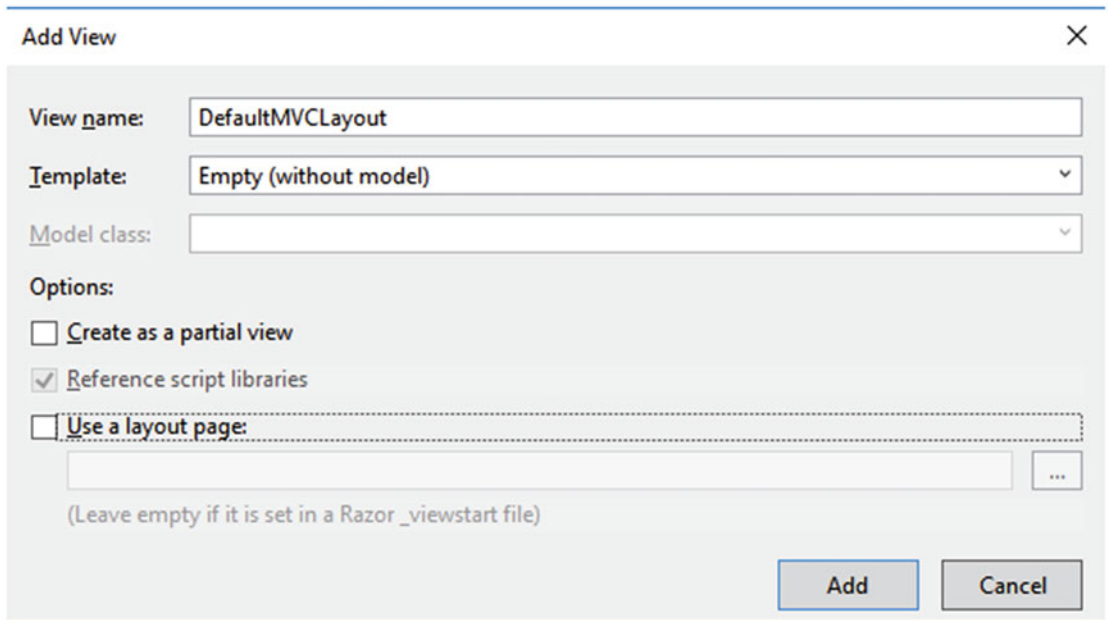 Add View
View name: DefaultMVCLayout
Template: Empty (without model)
Model class:
Options:
Create as a partial view
Reference script libraries
Use a layout page:
...
(Leave empty if it is set in a Razor _viewstart file)
Add Cancel